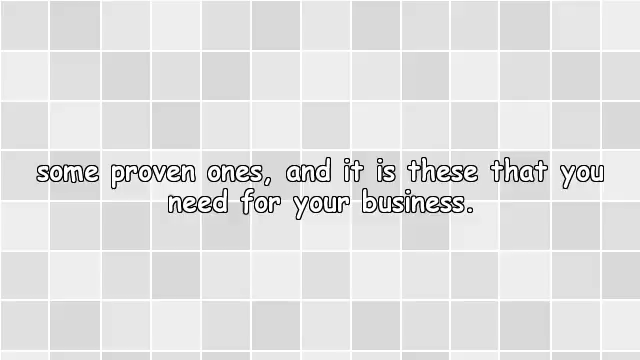 some proven ones, and it is these that you
need for your business.